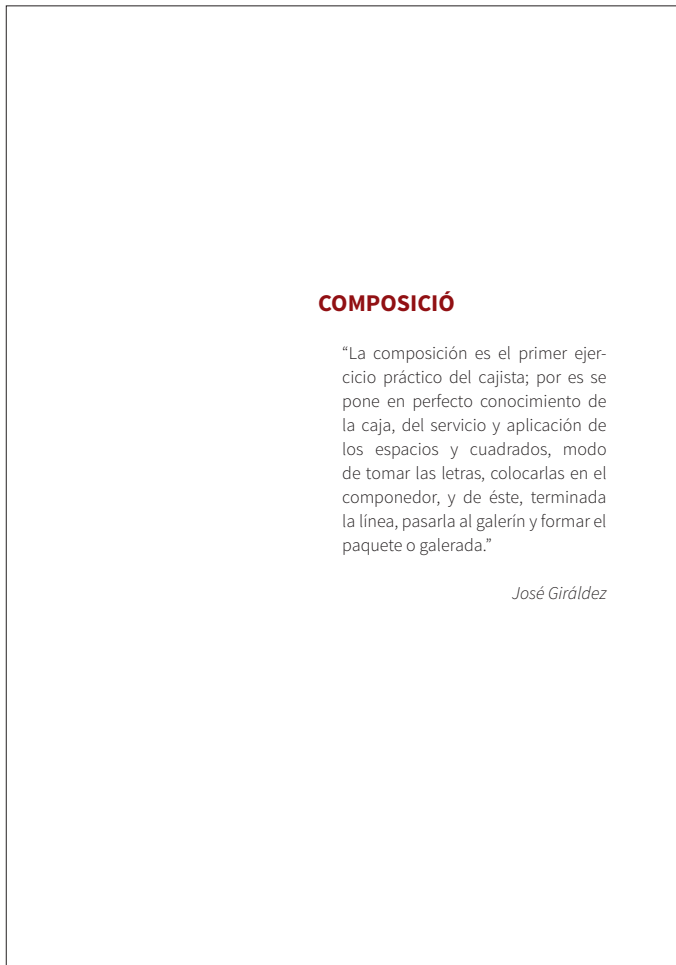 COMPOSICIÓ
“La composición es el primer ejer-
cicio práctico del cajista; por es se
pone en perfecto conocimiento de
la caja, del servicio y aplicación de
los espacios y cuadrados, modo
de tomar las letras, colocarlas en el
componedor, y de éste, terminada
la línea, pasarla al galerín y formar el
paquete o galerada.”
José Giráldez